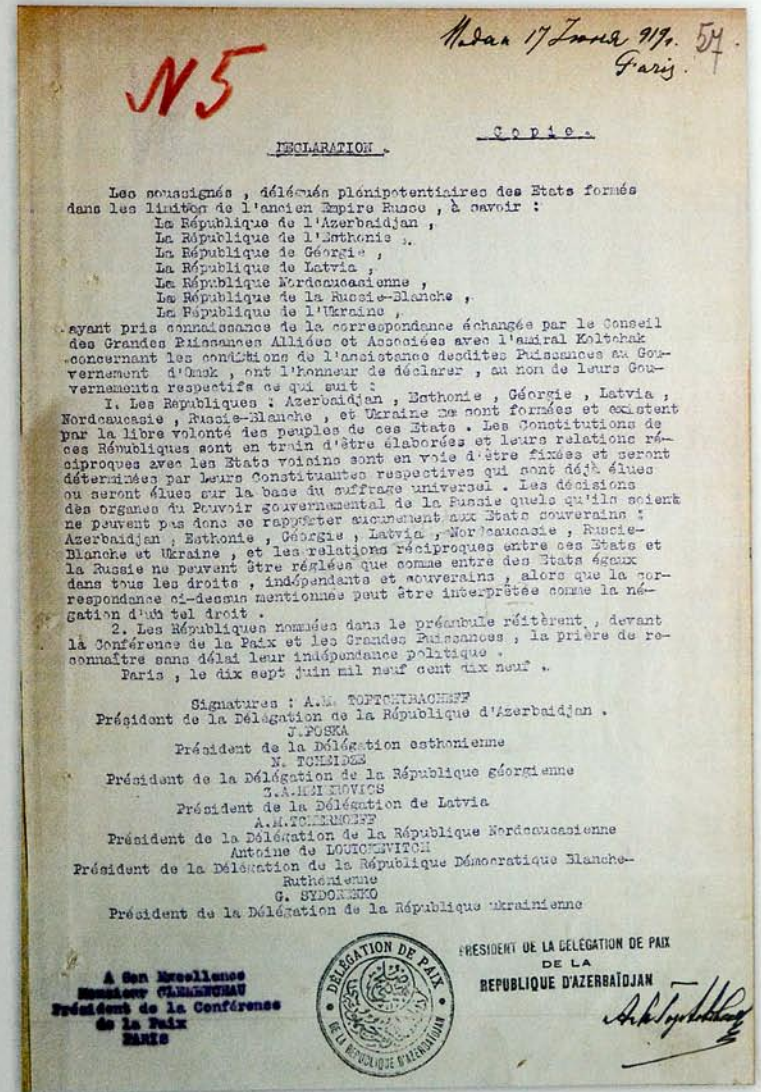 17 Июня 919г. 57.
Paris.
N 5
Copie.
DECLARATION.
Les soussignés , délégués plénipotentiaires des Etats formés
dans les limites de l'ancien Empire Russe , à savoir :
La République de l'Azerbaidjan ,
La République de l'Esthonie ,
La République de Géorgie ,
La République de Latvia ,
La République Nordcaucasienne ,
La République de la Russie-Blanche ,
La République de l'Ukraine ,
ayant pris connaissance de la correspondance échangée par le Conseil
des Grandes Puissances Alliées et Associées avec l'amiral Koltchak
concernant les conditions de l'assistance desdites Puissances au Gou-
vernement d'Omsk , ont l'honneur de déclarer , au nom de leurs Gou-
vernements respectifs ce qui suit :
I. Les Républiques : Azerbaidjan , Esthonie , Géorgie , Latvia ,
Nordcaucasie , Russie-Blanche , et Ukraine se sont formées et existent
par la libre volonté des peuples de ces Etats . Les Constitutions de
ces Républiques sont en train d'être élaborées et leurs relations ré-
ciproques avec les Etats voisins sont en voie d'être fixées et seront
déterminées par leurs Constituantes respectives qui sont déjà élues
ou seront élues sur la base du suffrage universel . Les décisions
des organes du Pouvoir gouvernemental de la Russie quels qu'ils soient
ne peuvent pas donc se rapporter aucunement aux Etats souverains :
Azerbaidjan , Esthonie , Géorgie , Latvia , Nordcaucasie , Russie-
Blanche et Ukraine , et les relations réciproques entre ces Etats et
la Russie ne peuvent être réglées que comme entre des Etats égaux
dans tous les droits , indépendants et souverains , alors que la cor-
respondance ci-dessus mentionnée peut être interprétée comme la né-
gation d'un tel droit .
2. Les Républiques nommées dans le préambule réitèrent , devant
la Conférence de la Paix et les Grandes Puissances , la prière de re-
connaître sans délai leur indépendance politique .
Paris , le dix sept juin mil neuf cent dix neuf .
Signatures : A.M. TOPTCHIBACHEFF
Président de la Délégation de la République d'Azerbaidjan .
J.POSKA
Président de la Délégation esthonienne
N. TCHEIDZE
Président de la Délégation de la République géorgienne
Z.A.MEIEROVICS
Président de la Délégation de Latvia
A.M.TCHERMOEFF
Président de la Délégation de la République Nordcaucasienne
Antoine de LOUTCKEVITCH
Président de la Délégation de la République Démocratique Blanche-
Ruthénienne
G. SYDORENKO
Président de la Délégation de la République ukrainienne
A Son Excellence
Monsieur CLEMENCEAU
Président de la Conférence
de la Paix
PARIS
DÉLÉGATION DE PAIX
DE LA RÉPUBLIQUE D'AZERBAÏDJAN
PRÉSIDENT DE LA DÉLÉGATION DE PAIX
DE LA
REPUBLIQUE D'AZERBAÏDJAN